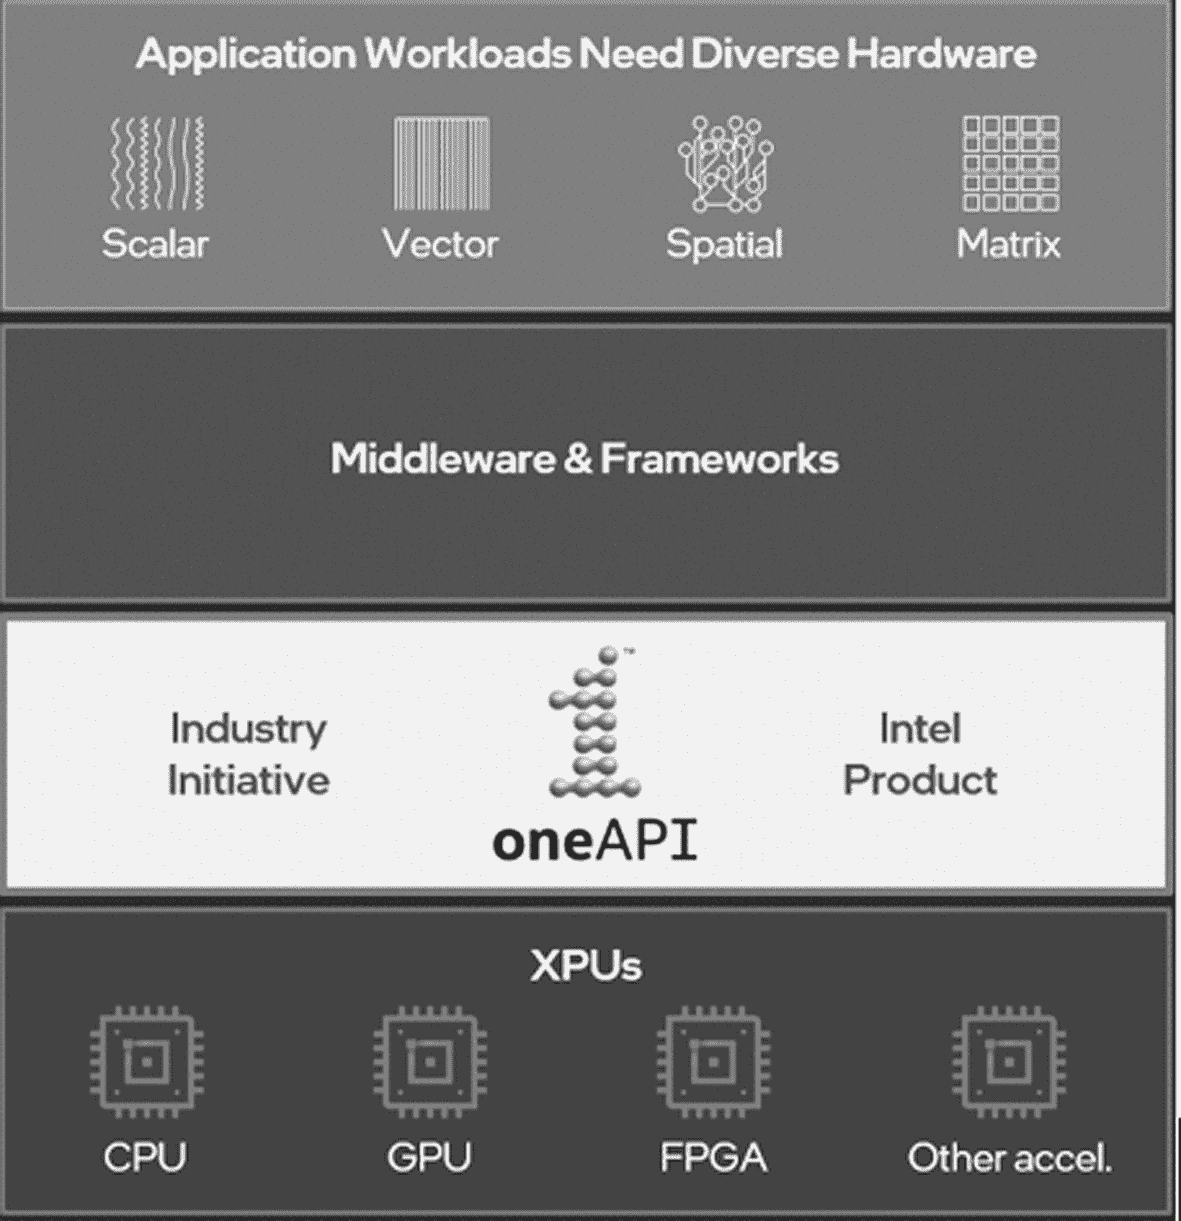 Application Workloads Need Diverse Hardware
Scalar Vector Spatial Matrix
Middleware & Frameworks
Industry
Initiative
™
oneAPI
Intel
Product
XPUs
CPU GPU FPGA Other accel.